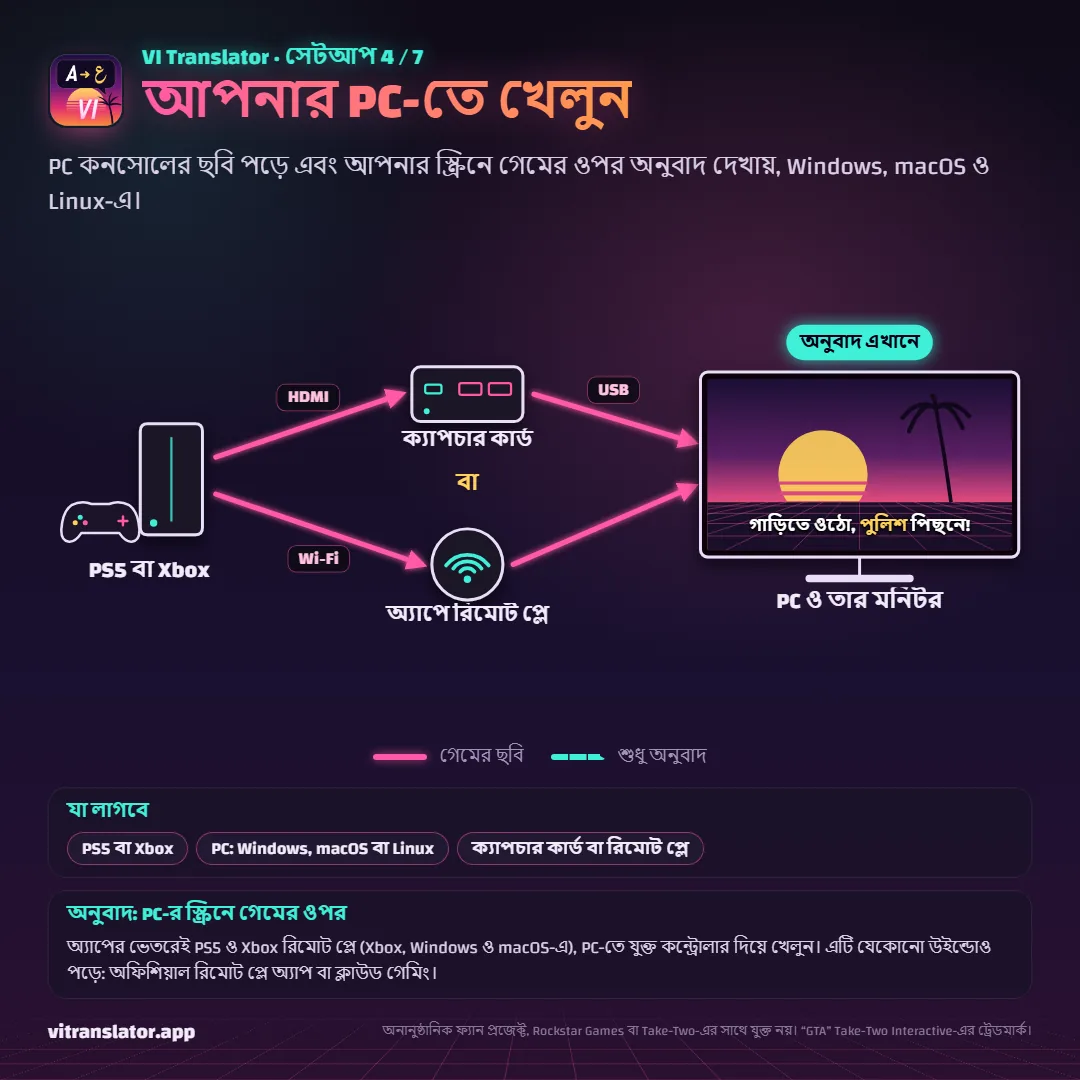 A→ع
VI
VI Translator · সেটআপ 4 / 7
আপনার PC-তে খেলুন
PC কনসোলের ছবি পড়ে এবং আপনার স্ক্রিনে গেমের ওপর অনুবাদ দেখায়, Windows, macOS ও
Linux-এ।
অনুবাদ এখানে
HDMI
USB
ক্যাপচার কার্ড
বা
গাড়িতে ওঠো, পুলিশ পিছনে!
Wi-Fi
PS5 বা Xbox
অ্যাপে রিমোট প্লে
PC ও তার মনিটর
গেমের ছবি
শুধু অনুবাদ
যা লাগবে
PS5 বা Xbox
PC: Windows, macOS বা Linux
ক্যাপচার কার্ড বা রিমোট প্লে
অনুবাদ: PC-র স্ক্রিনে গেমের ওপর
অ্যাপের ভেতরেই PS5 ও Xbox রিমোট প্লে (Xbox, Windows ও macOS-এ), PC-তে যুক্ত কন্ট্রোলার দিয়ে খেলুন। এটি যেকোনো উইন্ডোও
পড়ে: অফিশিয়াল রিমোট প্লে অ্যাপ বা ক্লাউড গেমিং।
vitranslator.app
অনানুষ্ঠানিক ফ্যান প্রজেক্ট, Rockstar Games বা Take-Two-এর সাথে যুক্ত নয়। “GTA” Take-Two Interactive-এর ট্রেডমার্ক।